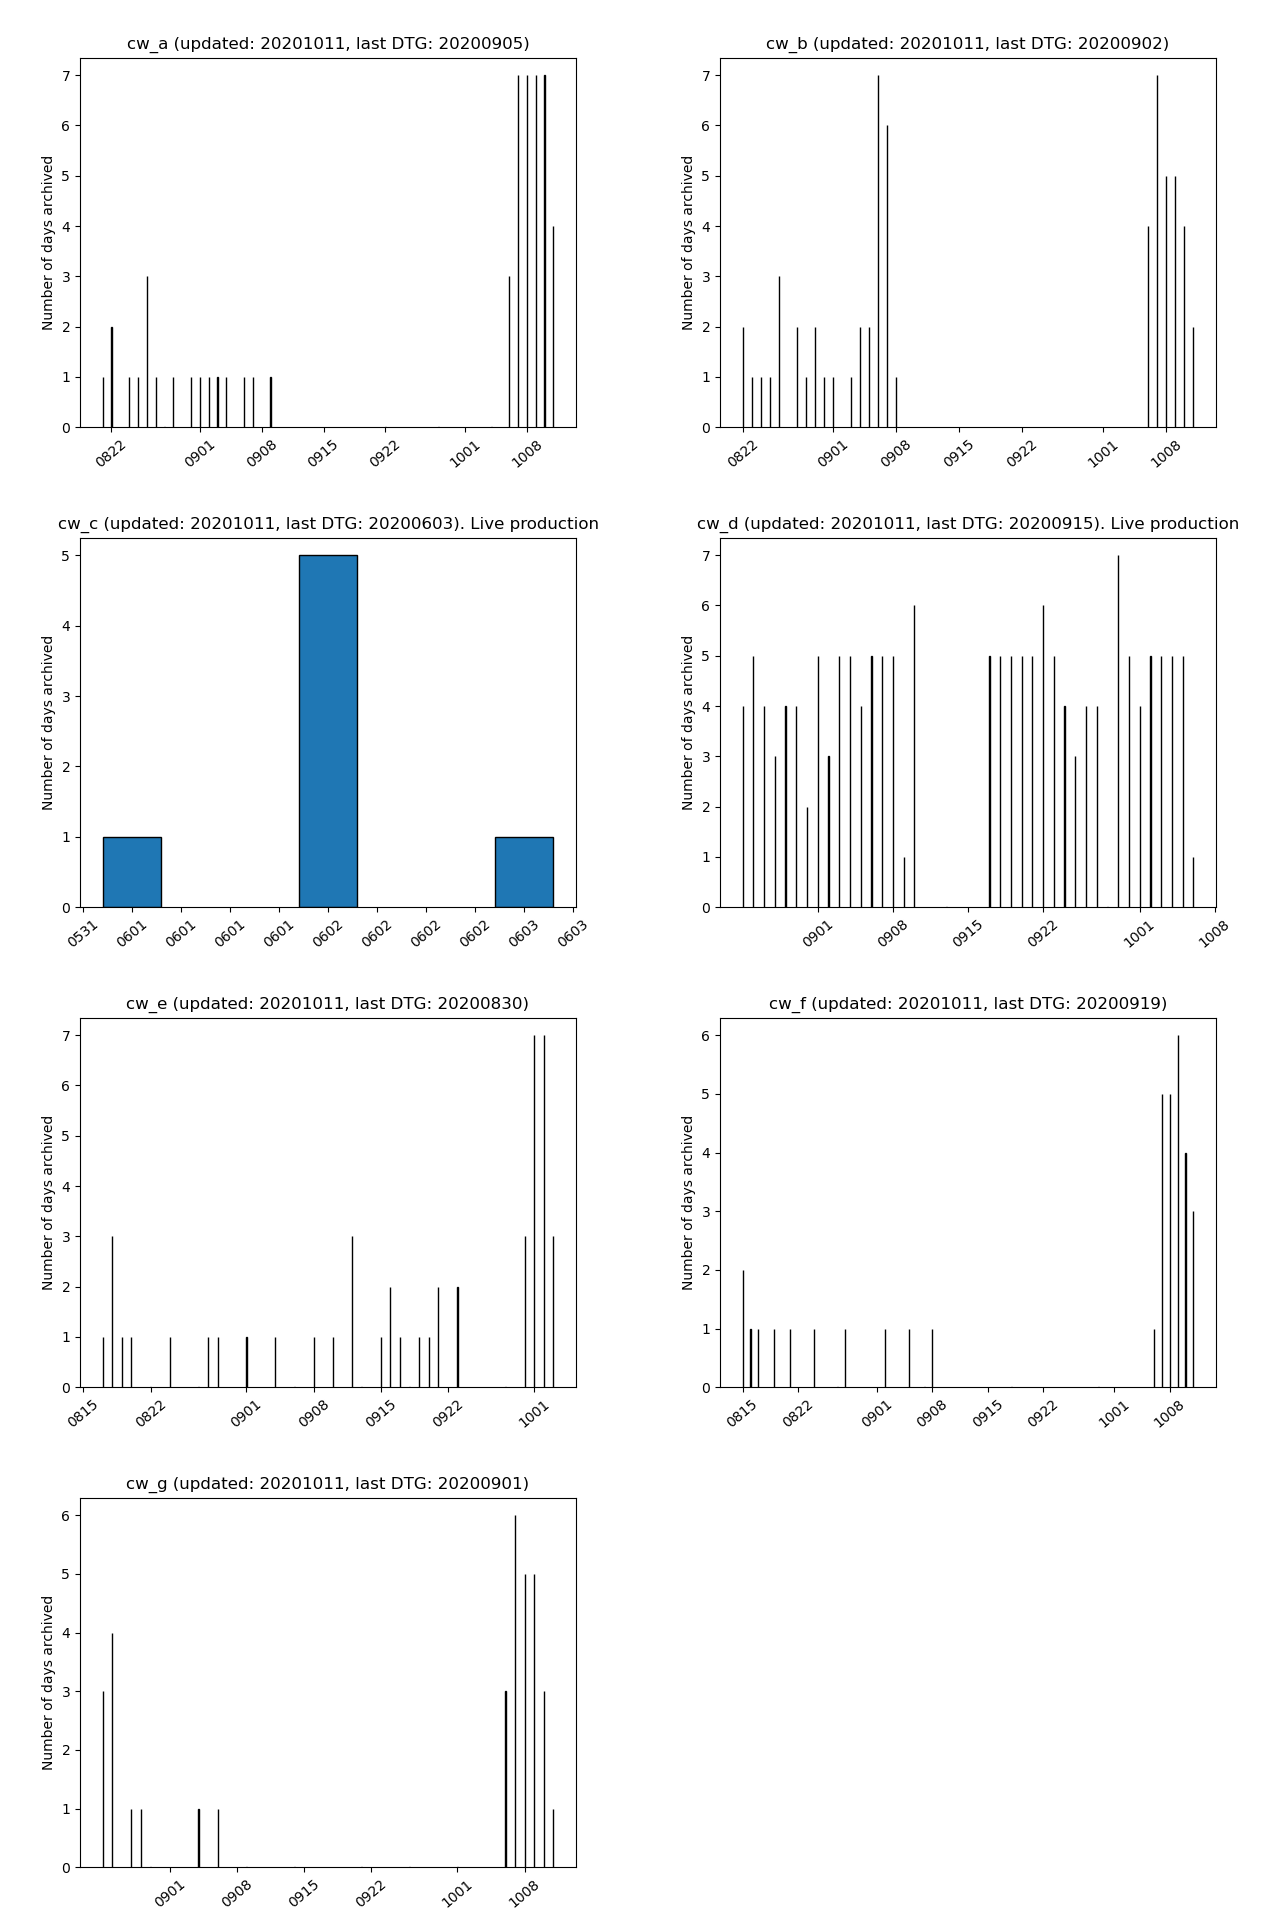 cw_a (updated: 20201011, last DTG: 20200905)
Number of days archived
7
6
5
4
3
2
1
0
0822 0901 0908 0915 0922 1001 1008
cw_b (updated: 20201011, last DTG: 20200902)
Number of days archived
7
6
5
4
3
2
1
0
0822 0901 0908 0915 0922 1001 1008
cw_c (updated: 20201011, last DTG: 20200603). Live production
Number of days archived
5
4
3
2
1
0
0531 0601 0601 0601 0601 0602 0602 0602 0602 0603 0603
cw_d (updated: 20201011, last DTG: 20200915). Live production
Number of days archived
7
6
5
4
3
2
1
0
0901 0908 0915 0922 1001 1008
cw_e (updated: 20201011, last DTG: 20200830)
Number of days archived
7
6
5
4
3
2
1
0
0815 0822 0901 0908 0915 0922 1001
cw_f (updated: 20201011, last DTG: 20200919)
Number of days archived
6
5
4
3
2
1
0
0815 0822 0901 0908 0915 0922 1001 1008
cw_g (updated: 20201011, last DTG: 20200901)
Number of days archived
6
5
4
3
2
1
0
0901 0908 0915 0922 1001 1008